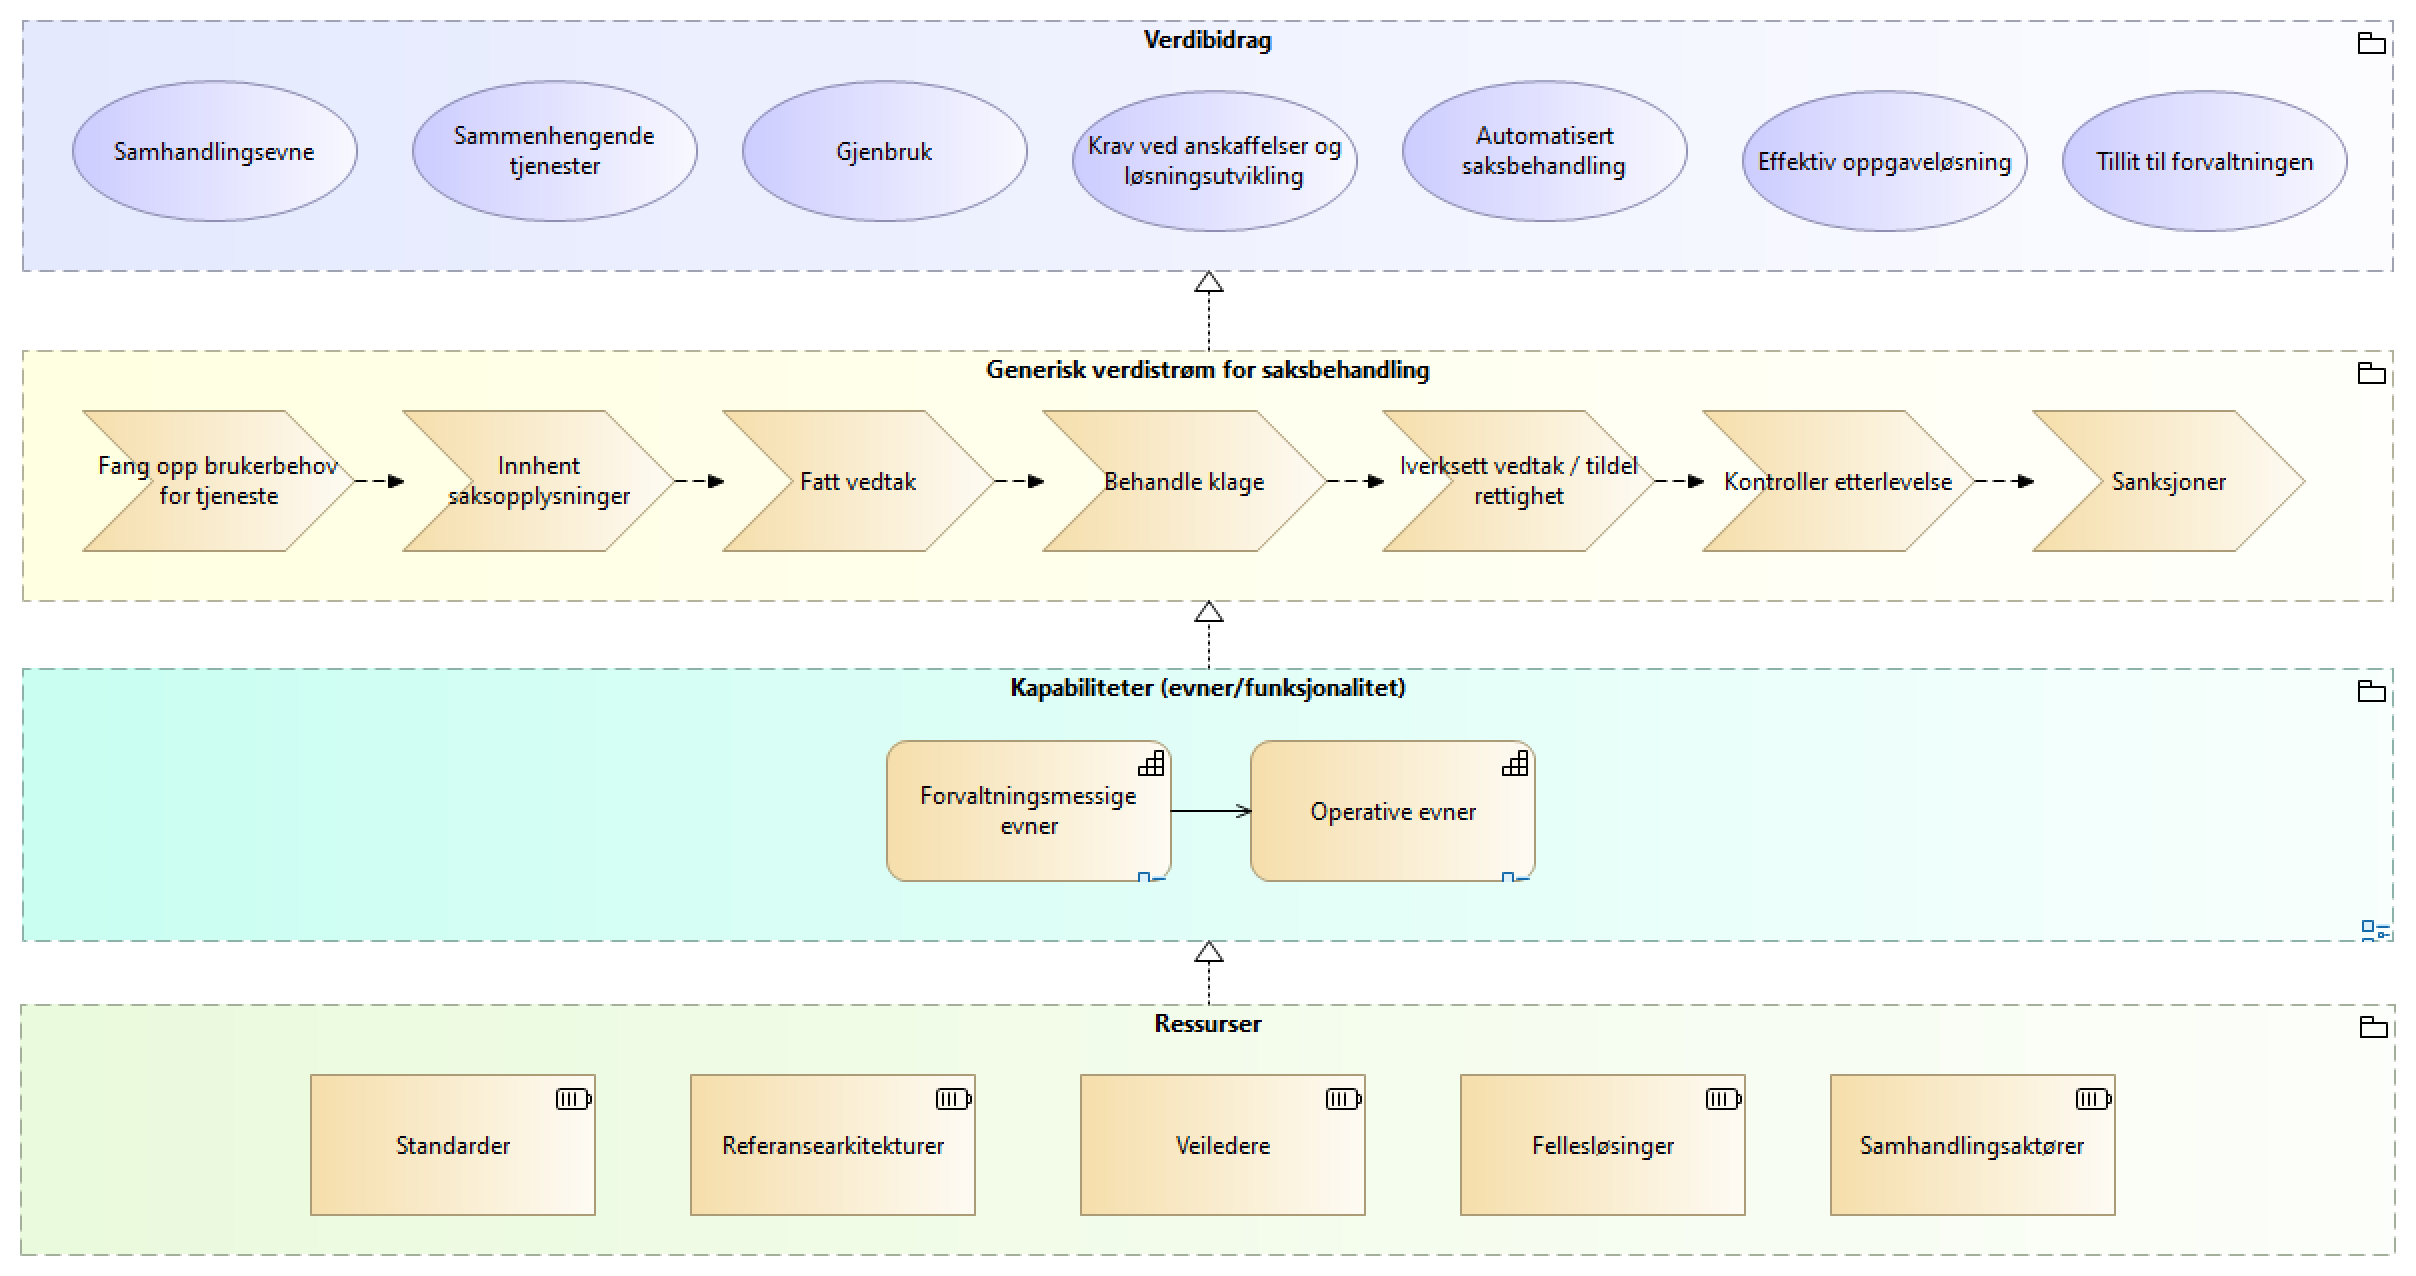 Verdibidrag
Samhandlingsevne
Sammenhengende
tjenester
Gjenbruk
Krav ved anskaffelser og
løsningsutvikling
Automatisert
saksbehandling
Effektiv oppgaveløsning
Tillit til forvaltningen
Generisk verdistrøm for saksbehandling
Fang opp brukerbehov
for tjeneste
Innhent
saksopplysninger
Fatt vedtak
Behandle klage
Iverksett vedtak / tildel
rettighet
Kontroller etterlevelse
Sanksjoner
Kapabiliteter (evner/funksjonalitet)
Forvaltningsmessige
evner
Operative evner
Ressurser
Standarder
Referansearkitekturer
Veiledere
Fellesløsinger
Samhandlingsaktører